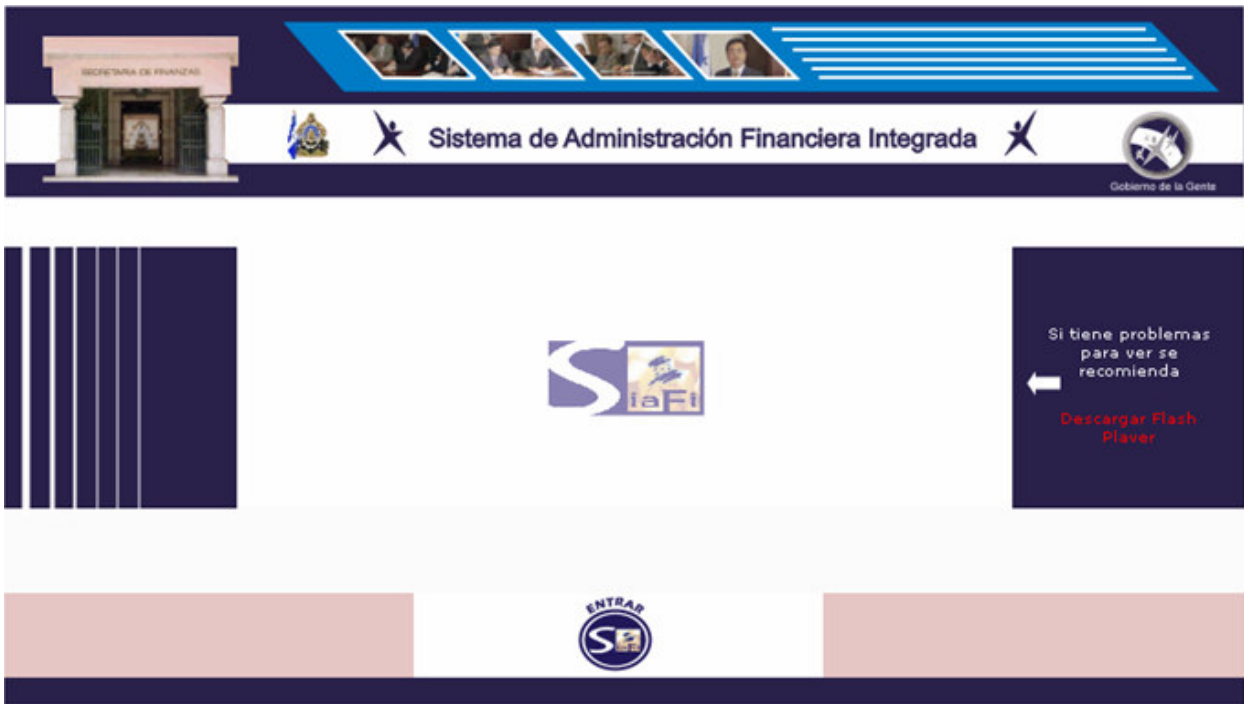 SECRETARIA DE FINANZAS
Sistema de Administración Financiera Integrada
Gobierno de la Gente
Si tiene problemas
para ver se
recomienda
Descargar Flash
Player
SiaFi
ENTRAR
S